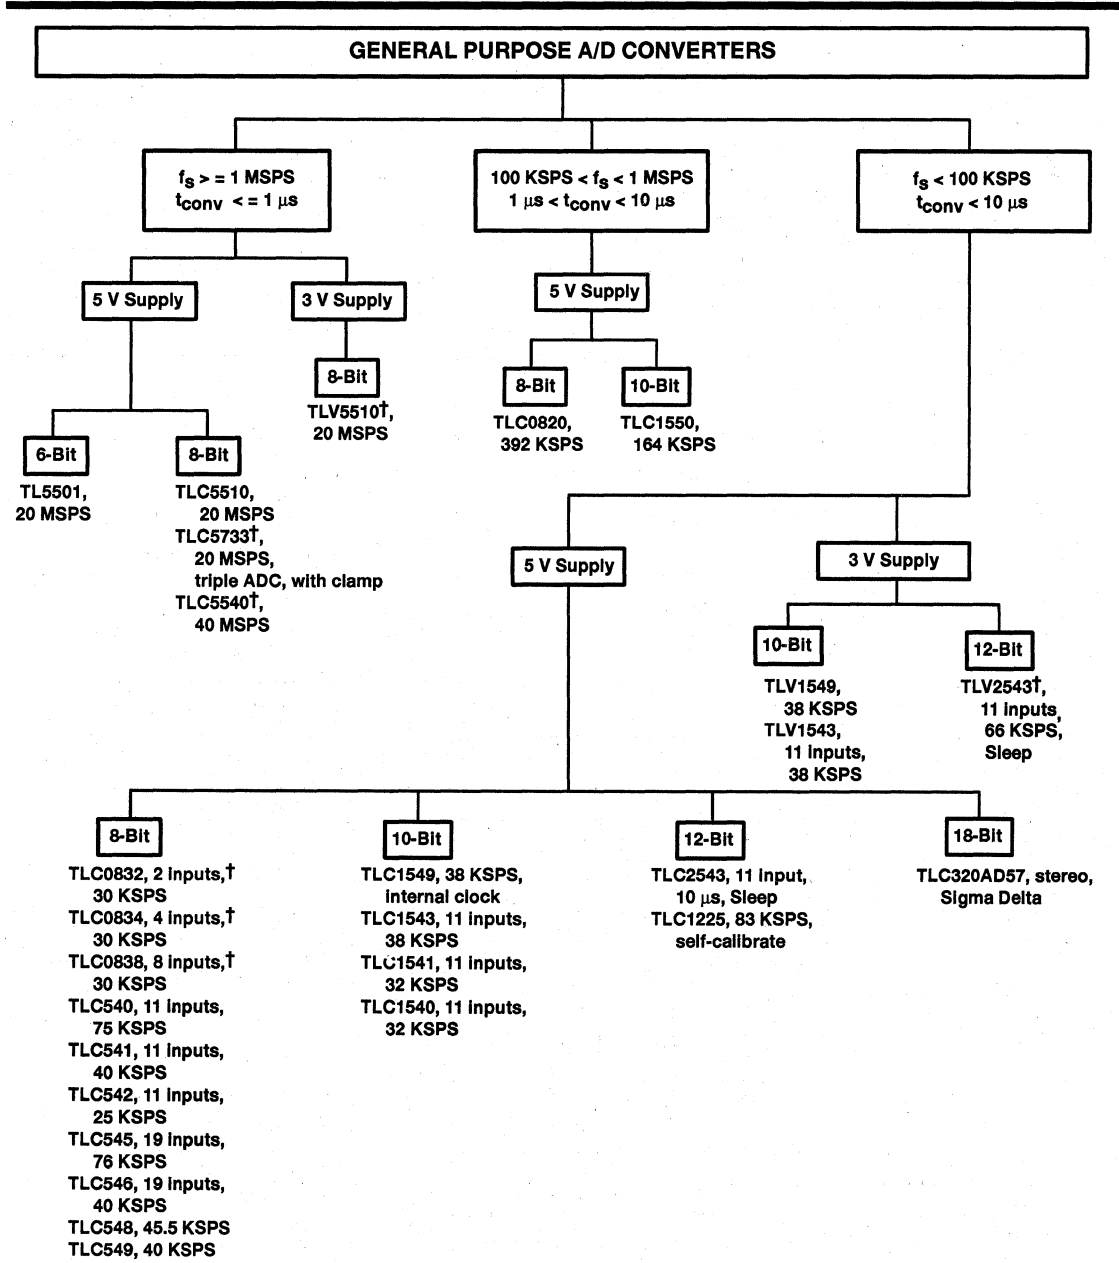 GENERAL PURPOSE A/D CONVERTERS
fS > = 1 MSPS
tconv < = 1 μs
100 KSPS < fS < 1 MSPS
1 μs < tconv < 10 μs
fS < 100 KSPS
tconv < 10 μs
5 V Supply
3 V Supply
5 V Supply
8-Bit
TLV5510†,
20 MSPS
8-Bit
TLC0820,
392 KSPS
10-Bit
TLC1550,
164 KSPS
6-Bit
TL5501,
20 MSPS
8-Bit
TLC5510,
20 MSPS
TLC5733†,
20 MSPS,
triple ADC, with clamp
TLC5540†,
40 MSPS
5 V Supply
3 V Supply
10-Bit
TLV1549,
38 KSPS
TLV1543,
11 inputs,
38 KSPS
12-Bit
TLV2543†,
11 inputs,
66 KSPS,
Sleep
8-Bit
TLC0832, 2 inputs,†
30 KSPS
TLC0834, 4 inputs,†
30 KSPS
TLC0838, 8 inputs,†
30 KSPS
TLC540, 11 inputs,
75 KSPS
TLC541, 11 inputs,
40 KSPS
TLC542, 11 inputs,
25 KSPS
TLC545, 19 inputs,
76 KSPS
TLC546, 19 inputs,
40 KSPS
TLC548, 45.5 KSPS
TLC549, 40 KSPS
10-Bit
TLC1549, 38 KSPS,
internal clock
TLC1543, 11 inputs,
38 KSPS
TLC1541, 11 inputs,
32 KSPS
TLC1540, 11 inputs,
32 KSPS
12-Bit
TLC2543, 11 input,
10 μs, Sleep
TLC1225, 83 KSPS,
self-calibrate
18-Bit
TLC320AD57, stereo,
Sigma Delta